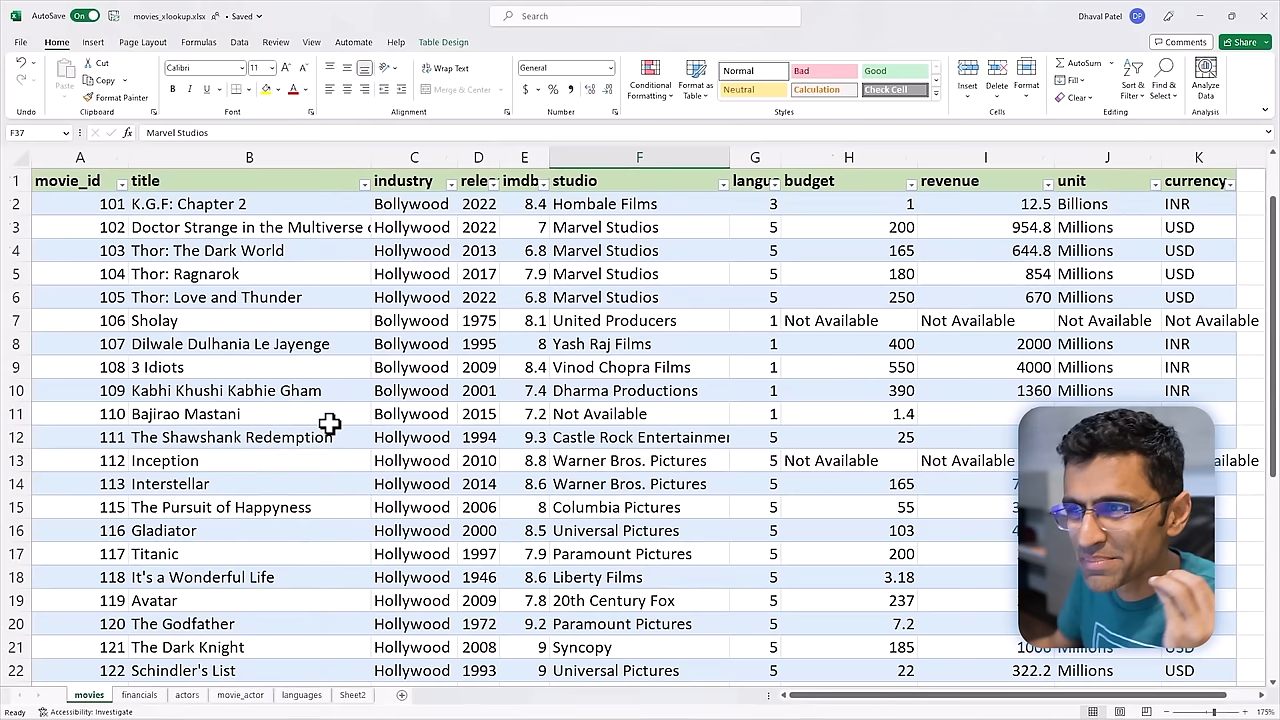 AutoSave On movies_xlookup.xlsx • Saved Search Dhaval Patel DP
File Home Insert Page Layout Formulas Data Review View Automate Help Table Design Comments Share
Paste Cut Copy Format Painter
Calibri 11 B I U A
Wrap Text Merge & Center
General $ % ,
Conditional Formatting Format as Table Normal Bad Good Neutral Calculation Check Cell
Insert Delete Format
AutoSum Fill Clear Sort & Filter Find & Select Analyze Data
Undo Clipboard Font Alignment Number Styles Cells Editing Analysis
F37 fx Marvel Studios
A B C D E F G H I J K
1 movie_id title industry rele imdb studio langu budget revenue unit currency
2 101 K.G.F: Chapter 2 Bollywood 2022 8.4 Hombale Films 3 1 12.5 Billions INR
3 102 Doctor Strange in the Multiverse Hollywood 2022 7 Marvel Studios 5 200 954.8 Millions USD
4 103 Thor: The Dark World Hollywood 2013 6.8 Marvel Studios 5 165 644.8 Millions USD
5 104 Thor: Ragnarok Hollywood 2017 7.9 Marvel Studios 5 180 854 Millions USD
6 105 Thor: Love and Thunder Hollywood 2022 6.8 Marvel Studios 5 250 670 Millions USD
7 106 Sholay Bollywood 1975 8.1 United Producers 1 Not Available Not Available Not Available Not Available
8 107 Dilwale Dulhania Le Jayenge Bollywood 1995 8 Yash Raj Films 1 400 2000 Millions INR
9 108 3 Idiots Bollywood 2009 8.4 Vinod Chopra Films 1 550 4000 Millions INR
10 109 Kabhi Khushi Kabhie Gham Bollywood 2001 7.4 Dharma Productions 1 390 1360 Millions INR
11 110 Bajirao Mastani Bollywood 2015 7.2 Not Available 1 1.4
12 111 The Shawshank Redemption Hollywood 1994 9.3 Castle Rock Entertainmen 5 25
13 112 Inception Hollywood 2010 8.8 Warner Bros. Pictures 5 Not Available Not Available
14 113 Interstellar Hollywood 2014 8.6 Warner Bros. Pictures 5 165
15 115 The Pursuit of Happyness Hollywood 2006 8 Columbia Pictures 5 55
16 116 Gladiator Hollywood 2000 8.5 Universal Pictures 5 103
17 117 Titanic Hollywood 1997 7.9 Paramount Pictures 5 200
18 118 It's a Wonderful Life Hollywood 1946 8.6 Liberty Films 5 3.18
19 119 Avatar Hollywood 2009 7.8 20th Century Fox 5 237
20 120 The Godfather Hollywood 1972 9.2 Paramount Pictures 5 7.2
21 121 The Dark Knight Hollywood 2008 9 Syncopy 5 185 Millions USD
22 122 Schindler's List Hollywood 1993 9 Universal Pictures 5 22 322.2 Millions USD
movies financials actors movie_actor languages Sheet2
Ready Accessibility: Investigate 175%